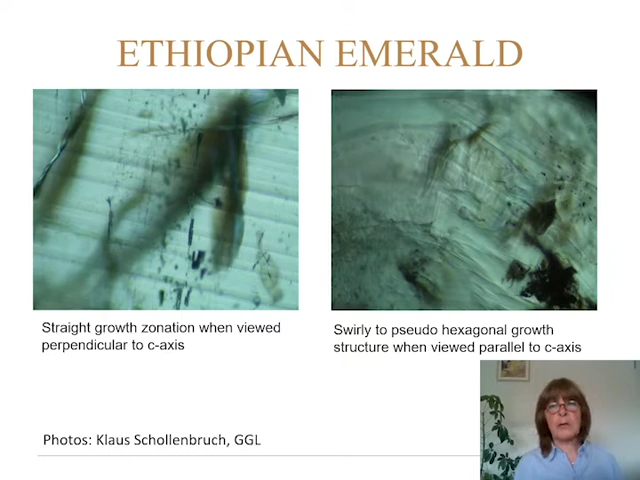 ETHIOPIAN EMERALD
Straight growth zonation when viewed
perpendicular to c-axis
Swirly to pseudo hexagonal growth
structure when viewed parallel to c-axis
Photos: Klaus Schollenbruch, GGL